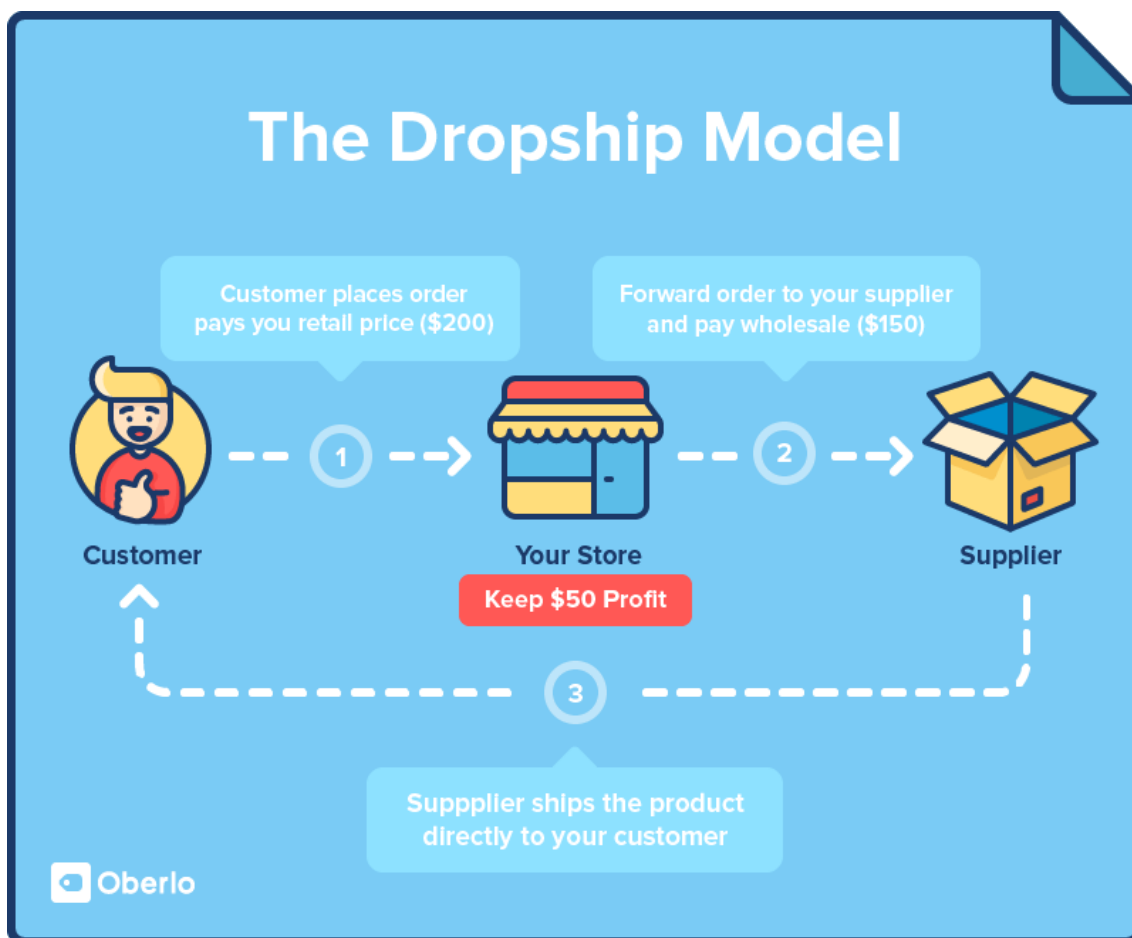 The Dropship Model
Customer places order
pays you retail price ($200)
Forward order to your supplier
and pay wholesale ($150)
1
2
Customer
Your Store
Supplier
Keep $50 Profit
3
Suppplier ships the product
directly to your customer
Oberlo